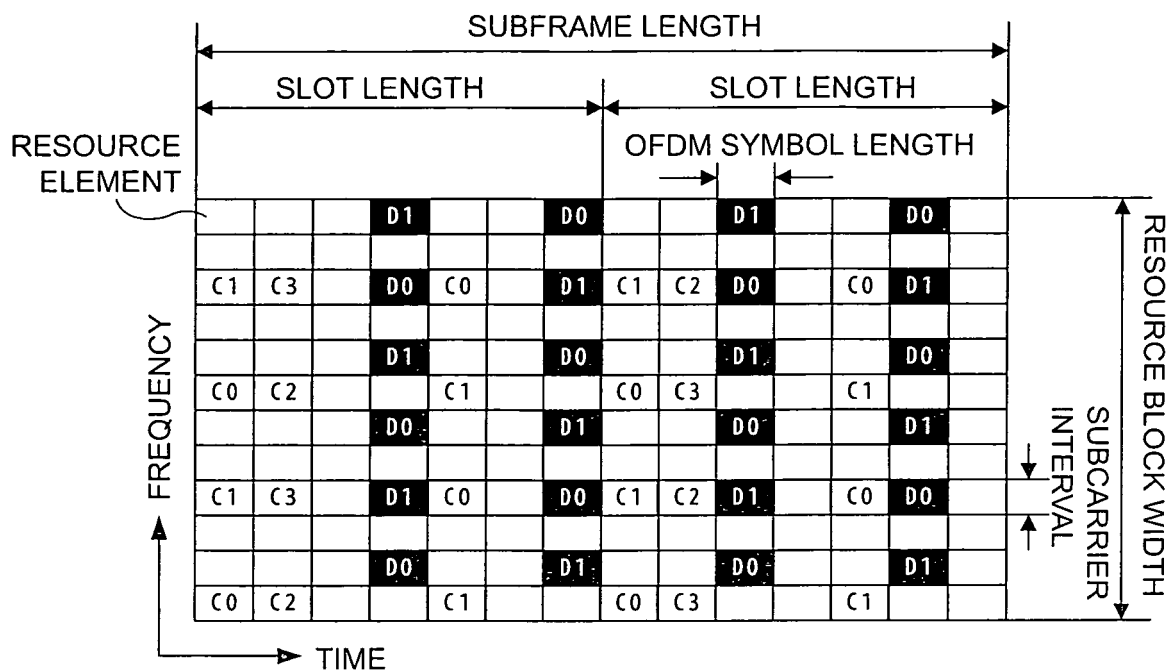 SUBFRAME LENGTH
SLOT LENGTH SLOT LENGTH
RESOURCE ELEMENT
OFDM SYMBOL LENGTH
D1 D0 D1 D0
C1 C3 D0 C0 D1 C1 C2 D0 C0 D1
D1 D0 D1 D0
C0 C2 C1 C0 C3 C1
D0 D1 D0 D1
C1 C3 D1 C0 D0 C1 C2 D1 C0 D0
D0 D1 D0 D1
C0 C2 C1 C0 C3 C1
FREQUENCY
TIME
SUBCARRIER INTERVAL
RESOURCE BLOCK WIDTH